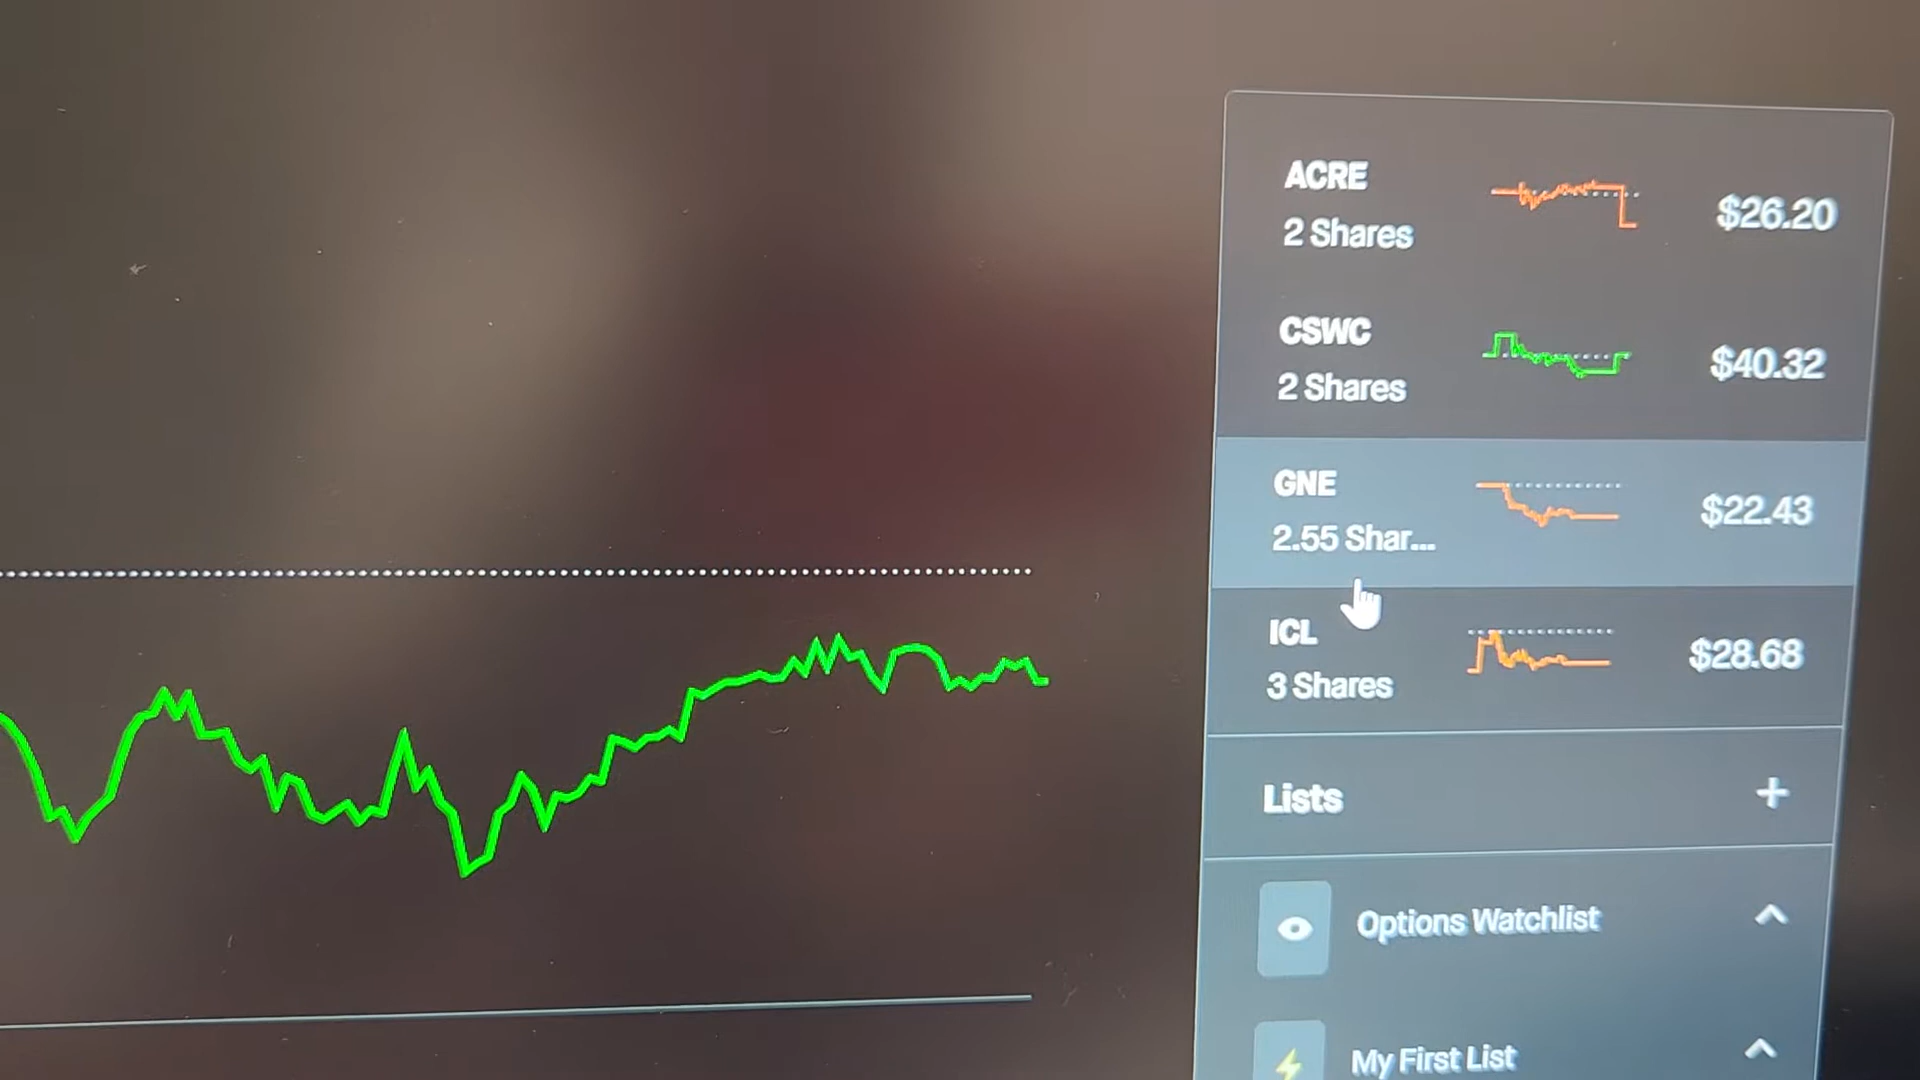 ACRE
2 Shares
$26.20
CSWC
2 Shares
$40.32
GNE
2.55 Shar...
$22.43
ICL
3 Shares
$28.68
Lists
+
Options Watchlist
My First List